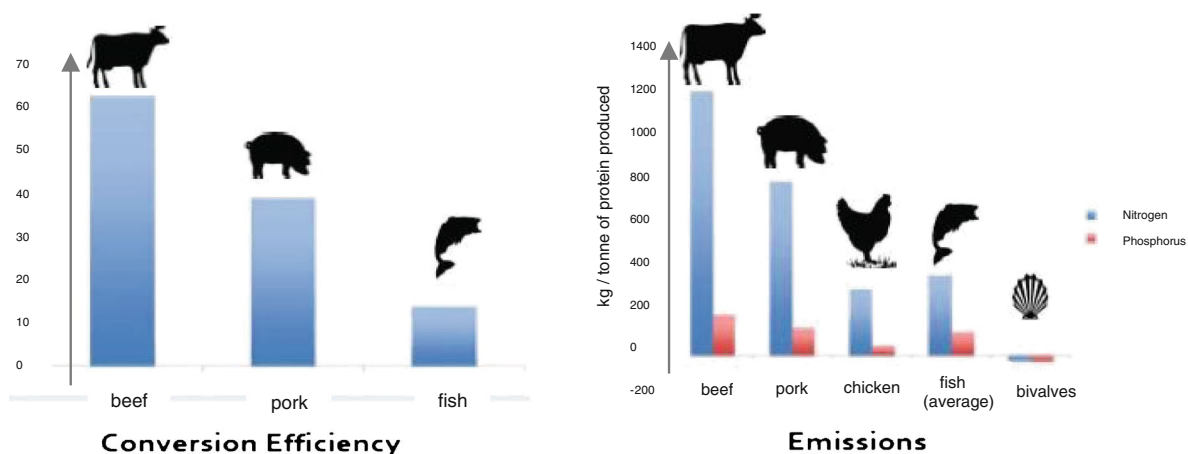 70
60
50
40
30
20
10
0
beef pork fish
Conversion Efficiency
kg / tonne of protein produced
1400
1200
1000
800
600
400
200
0
-200
beef pork chicken fish (average) bivalves
Nitrogen
Phosphorus
Emissions